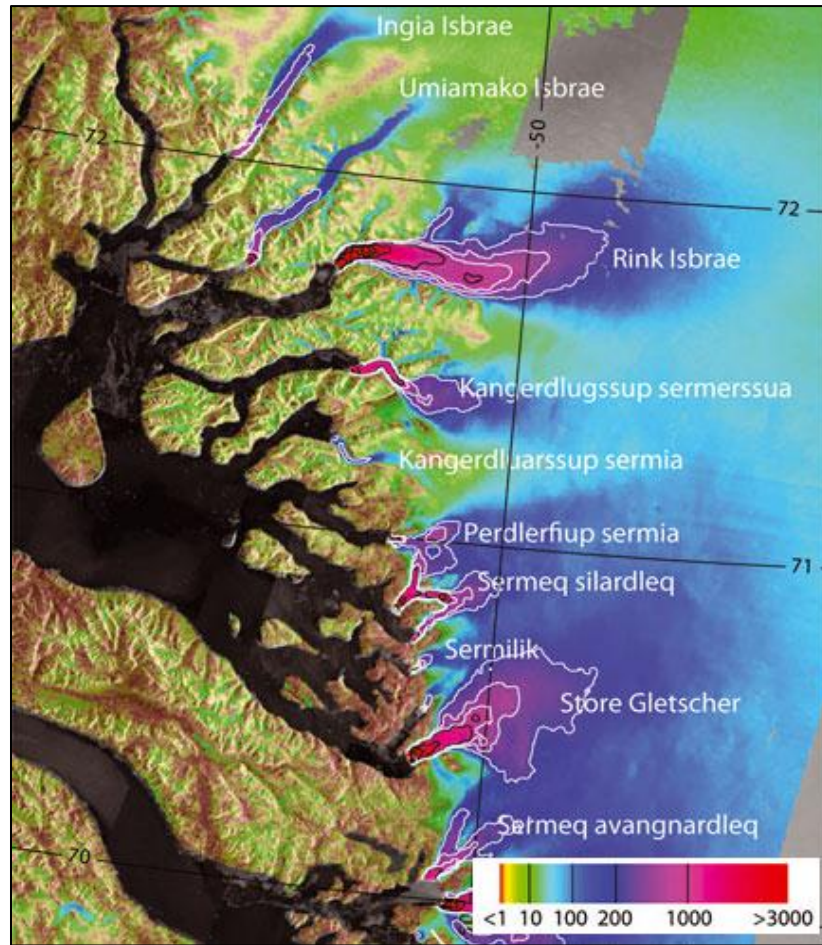 Ingia Isbrae
Umiamako Isbrae
72
-50
72
Rink Isbrae
Kangerdlugssup sermerssua
Kangerdluarssup sermia
Perdlerfiup sermia
71
Sermeq silardleq
Sermilik
Store Gletscher
Sermeq avangnardleq
70
<1 10 100 200 1000 >3000